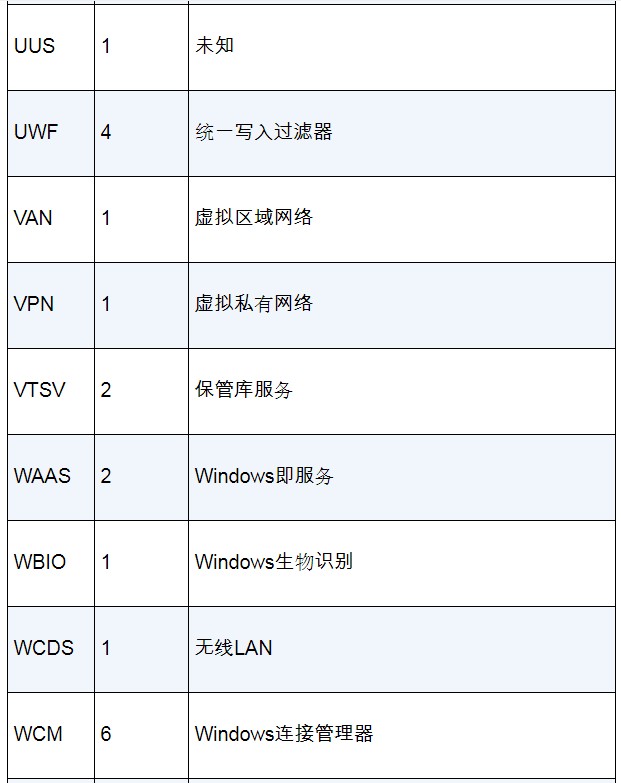 UUS 1 未知
UWF 4 统一写入过滤器
VAN 1 虚拟区域网络
VPN 1 虚拟私有网络
VTSV 2 保管库服务
WAAS 2 Windows即服务
WBIO 1 Windows生物识别
WCDS 1 无线LAN
WCM 6 Windows连接管理器